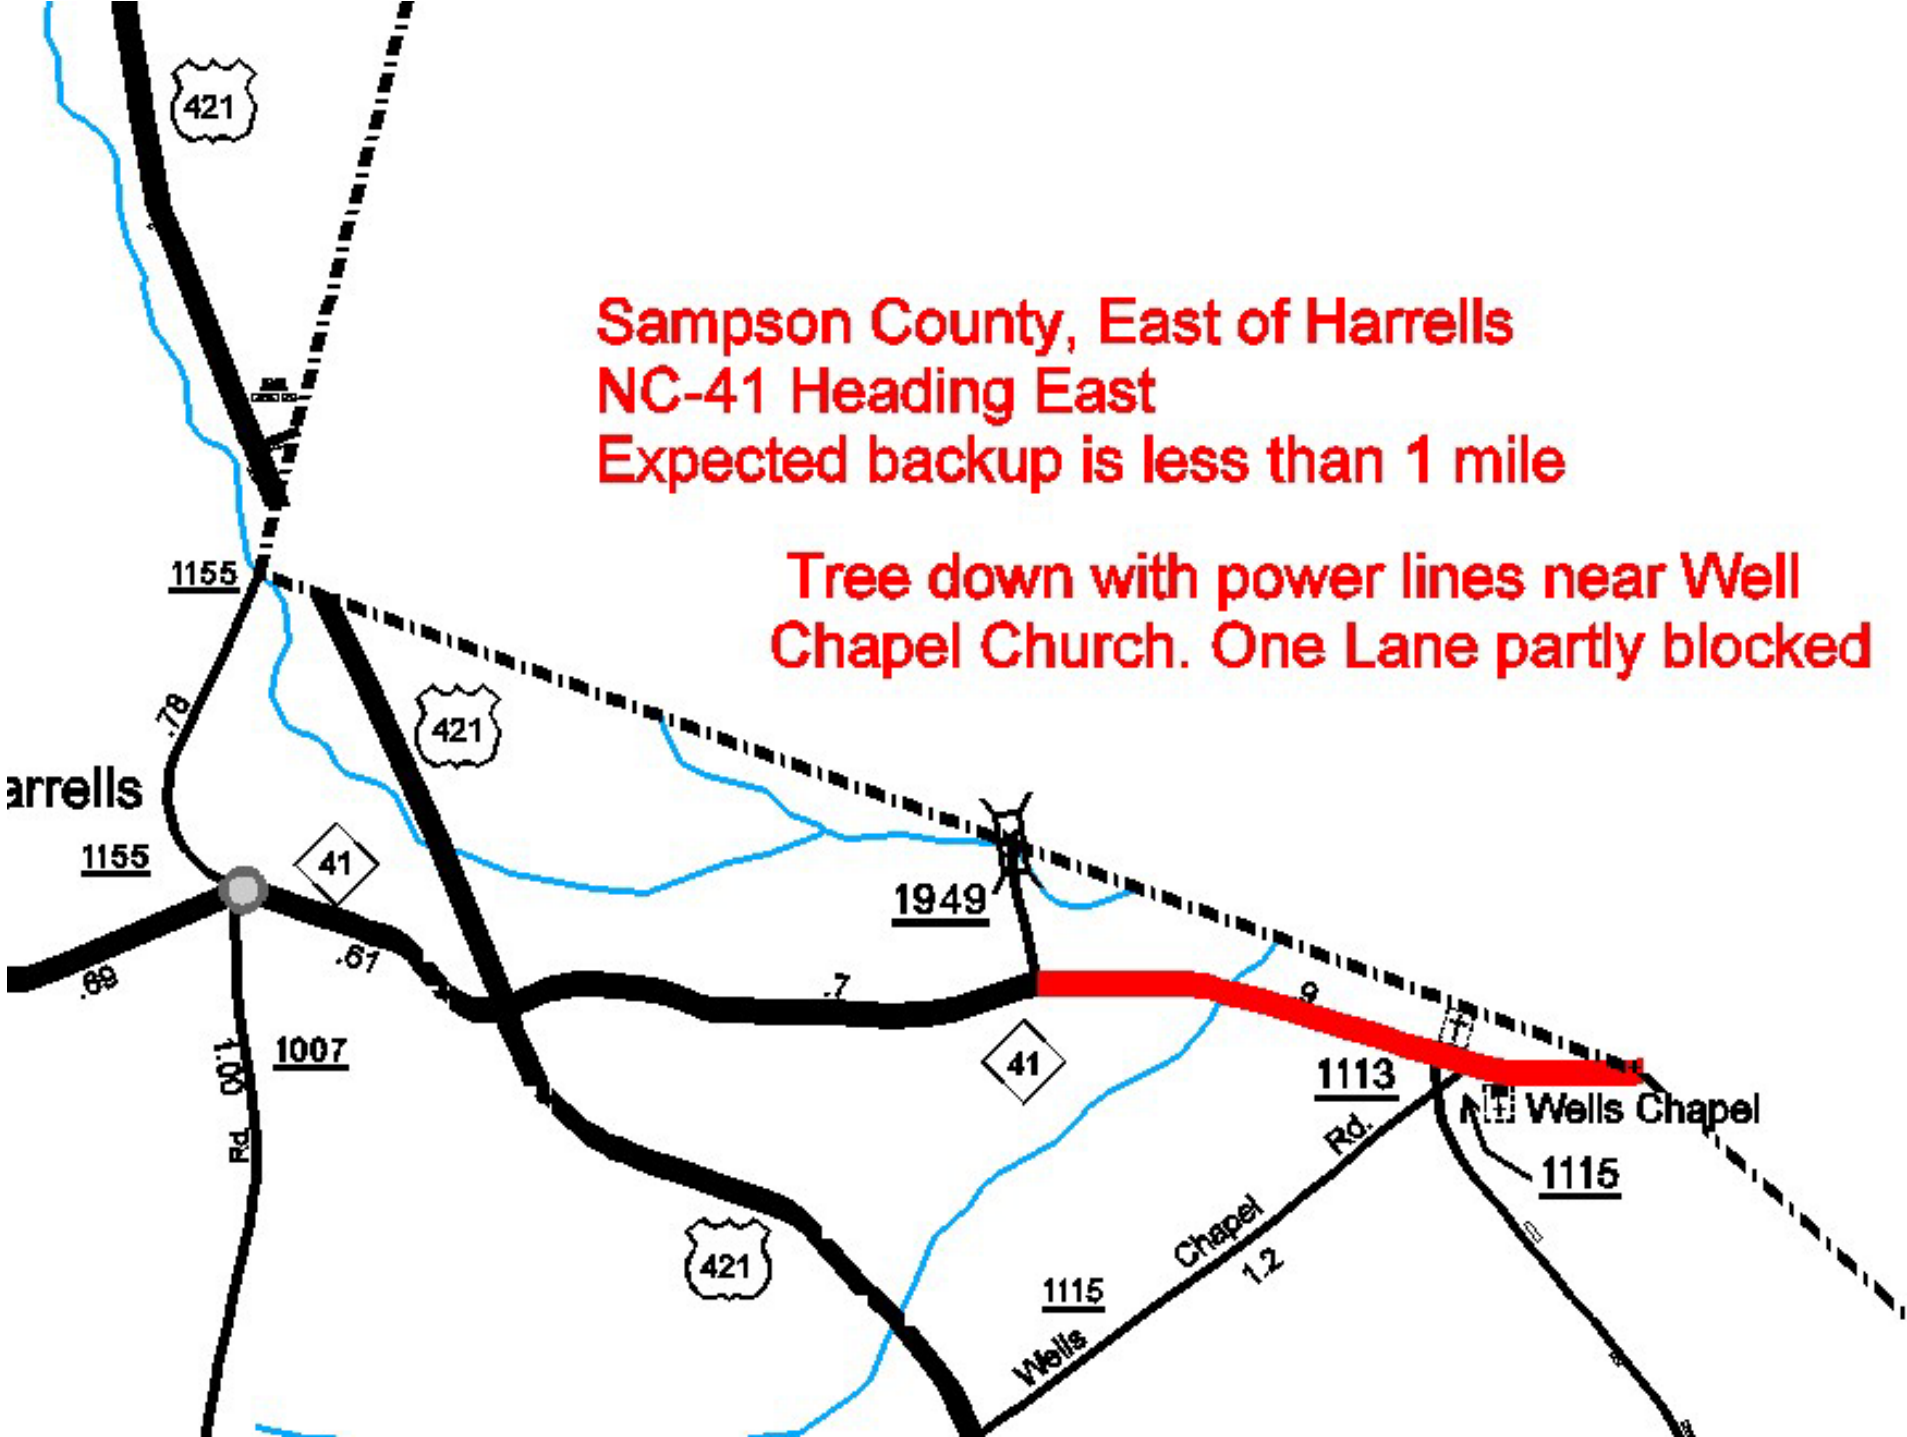 421
Sampson County, East of Harrells
NC-41 Heading East
Expected backup is less than 1 mile
1155
Tree down with power lines near Well
Chapel Church. One Lane partly blocked
.78
421
arrells
1155
41
1949
.61
.69
.7
.9
1007
1.00
Rd.
41
1113
Wells Chapel
1115
421
1115
Wells Chapel Rd.
1.2